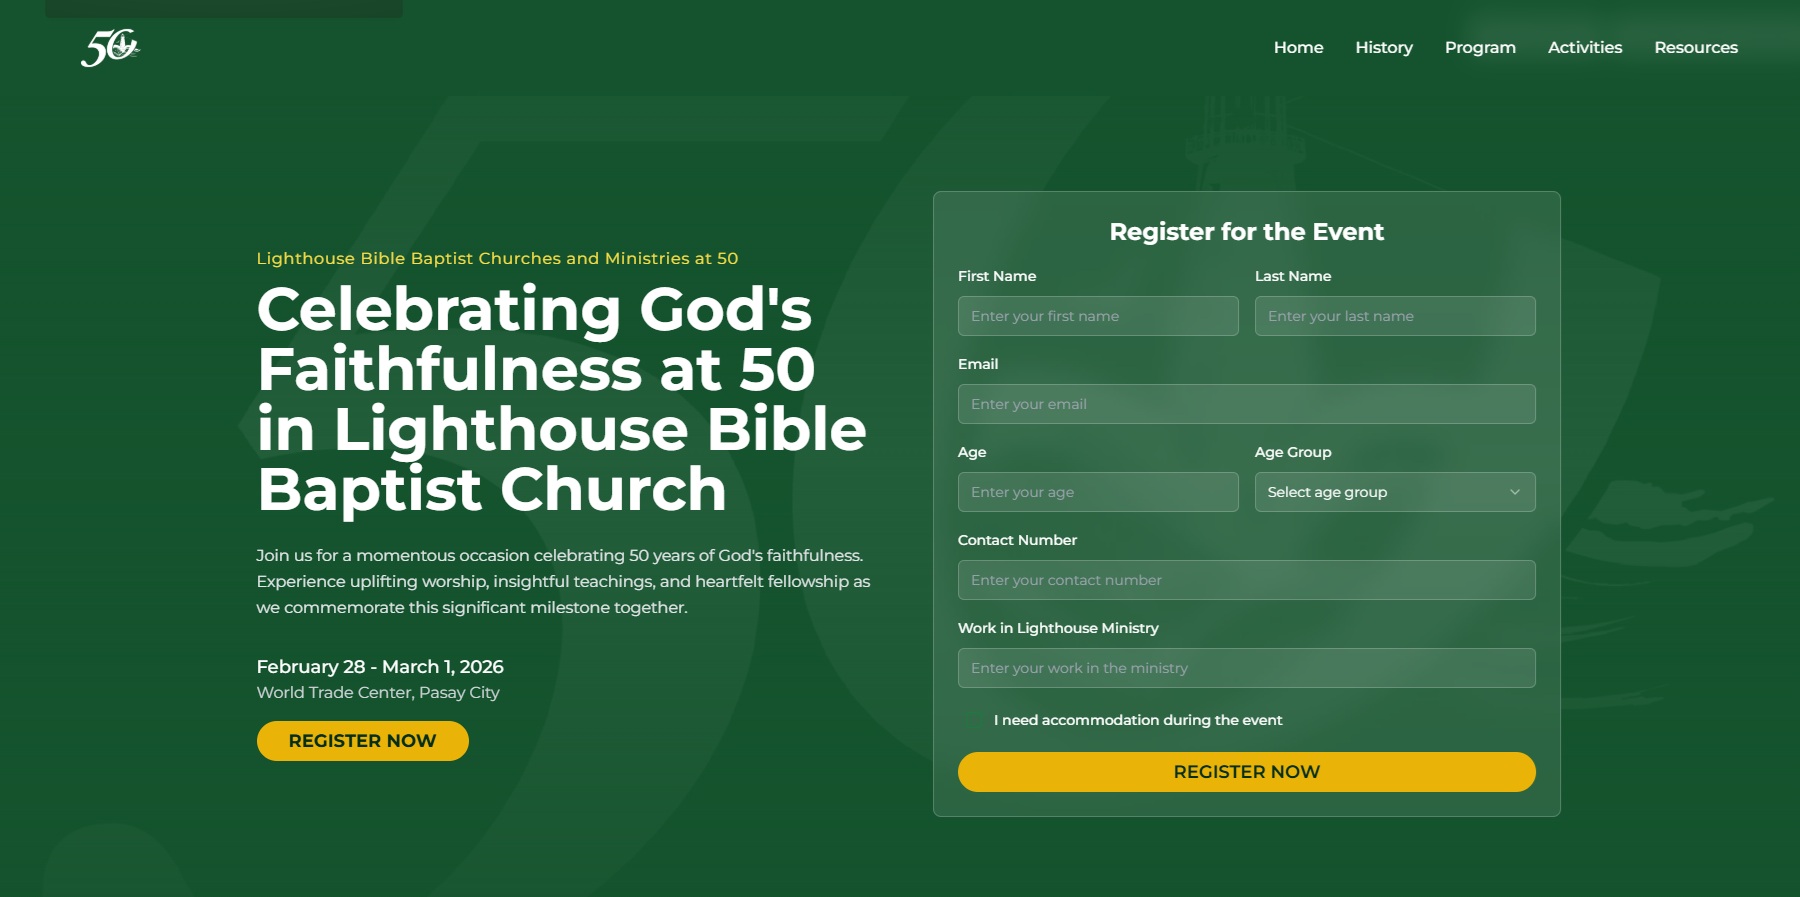 50
Home History Program Activities Resources
Lighthouse Bible Baptist Churches and Ministries at 50
Celebrating God's
Faithfulness at 50
in Lighthouse Bible
Baptist Church
Join us for a momentous occasion celebrating 50 years of God's faithfulness.
Experience uplifting worship, insightful teachings, and heartfelt fellowship as
we commemorate this significant milestone together.
February 28 - March 1, 2026
World Trade Center, Pasay City
REGISTER NOW
Register for the Event
First Name Last Name
Enter your first name Enter your last name
Email
Enter your email
Age Age Group
Enter your age Select age group
Contact Number
Enter your contact number
Work in Lighthouse Ministry
Enter your work in the ministry
I need accommodation during the event
REGISTER NOW